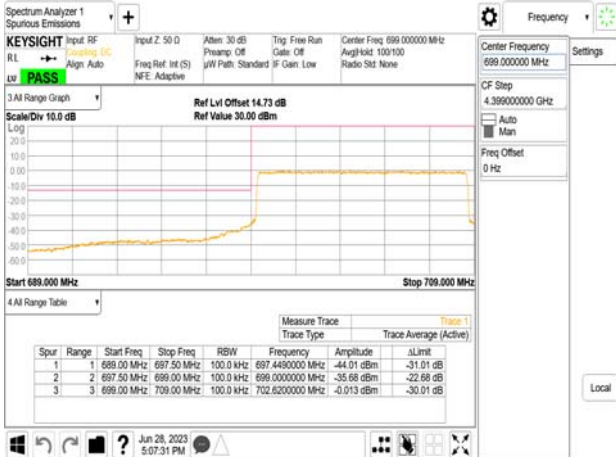 Spectrum Analyzer 1
Spurious Emissions
Frequency
KEYSIGHT Input: RF Input Z: 50 Ω Atten: 30 dB Trig: Free Run Center Freq: 699.000000 MHz
RL Coupling: DC Preamp: Off Gate: Off Avg|Hold: 100/100
Align: Auto Freq Ref: Int (S) µW Path: Standard IF Gain: Low Radio Std: None
LV PASS NFE: Adaptive
3 All Range Graph
Ref Lvl Offset 14.73 dB
Scale/Div 10.0 dB Ref Value 30.00 dBm
Log
20.0
10.0
0.00
-10.0
-20.0
-30.0
-40.0
-50.0
-60.0
Start 689.000 MHz Stop 709.000 MHz
4 All Range Table
Measure Trace Trace 1
Trace Type Trace Average (Active)
Spur Range Start Freq Stop Freq RBW Frequency Amplitude ΔLimit
1 1 689.00 MHz 697.50 MHz 100.0 kHz 697.4490000 MHz -44.01 dBm -31.01 dB
2 2 697.50 MHz 699.00 MHz 100.0 kHz 699.0000000 MHz -35.68 dBm -22.68 dB
3 3 699.00 MHz 709.00 MHz 100.0 kHz 702.6200000 MHz -0.013 dBm -30.01 dB
Jun 28, 2023
5:07:31 PM
Center Frequency
699.000000 MHz
Settings
CF Step
4.399000000 GHz
Auto
Man
Freq Offset
0 Hz
Local